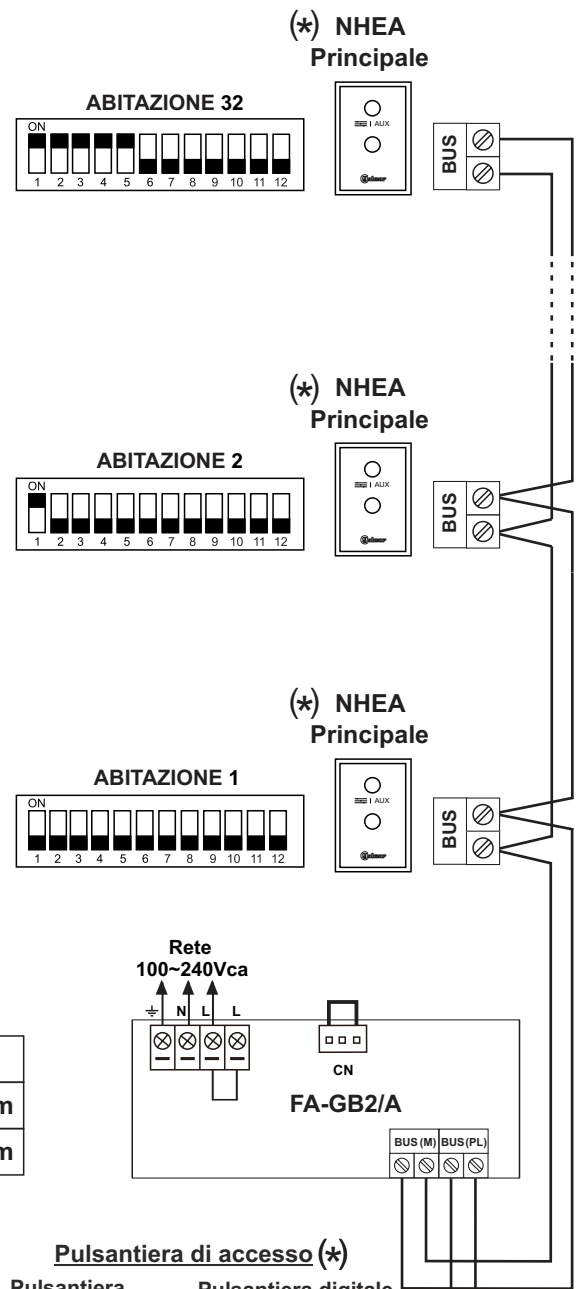 (*) NHEA
Principale
ABITAZIONE 32
ON
1 2 3 4 5 6 7 8 9 10 11 12
AUX
BUS
(*) NHEA
Principale
ABITAZIONE 2
ON
1 2 3 4 5 6 7 8 9 10 11 12
AUX
BUS
(*) NHEA
Principale
ABITAZIONE 1
ON
1 2 3 4 5 6 7 8 9 10 11 12
AUX
BUS
Rete
100~240Vca
N L L
CN
FA-GB2/A
m
m
BUS (M) BUS (PL)
Pulsantiera di accesso (*)
Pulsantiera Pulsantiera digitale